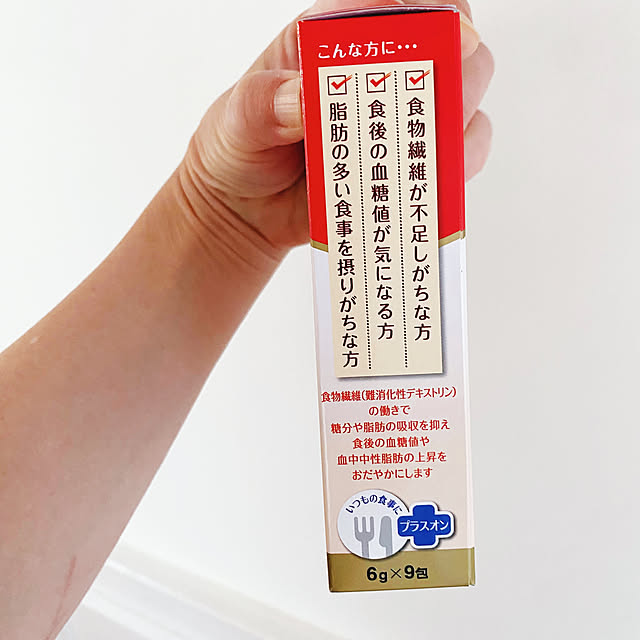 こんな方に…
食物繊維が不足しがちな方
食後の血糖値が気になる方
脂肪の多い食事を摂りがちな方
食物繊維(難消化性デキストリン)
の働きで
糖分や脂肪の吸収を抑え
食後の血糖値や
血中中性脂肪の上昇を
おだやかにします
いつもの食事に
プラスオン
6g×9包